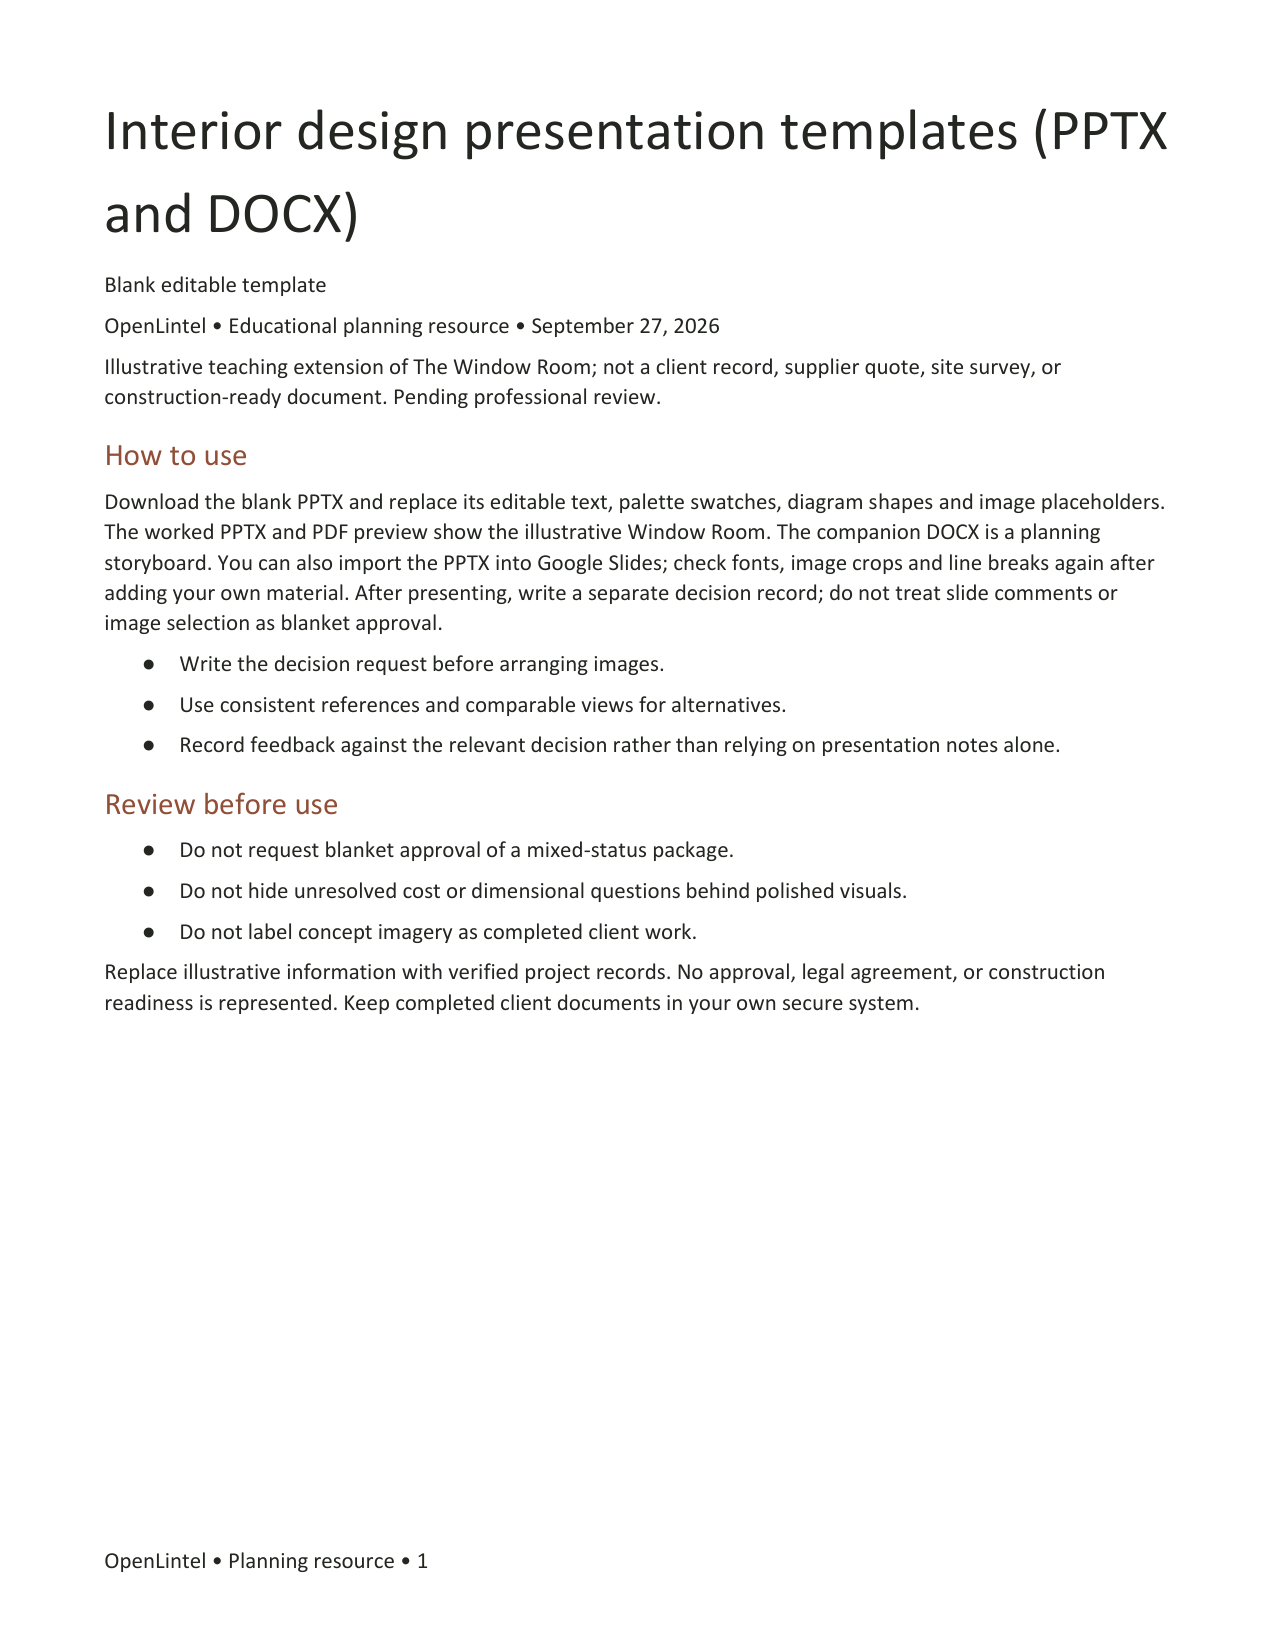 Interior design presentation templates (PPTX
and DOCX)
Blank editable template
OpenLintel • Educational planning resource • September 27, 2026
Illustrative teaching extension of The Window Room; not a client record, supplier quote, site survey, or
construction-ready document. Pending professional review.
How to use
Download the blank PPTX and replace its editable text, palette swatches, diagram shapes and image placeholders.
The worked PPTX and PDF preview show the illustrative Window Room. The companion DOCX is a planning
storyboard. You can also import the PPTX into Google Slides; check fonts, image crops and line breaks again after
adding your own material. After presenting, write a separate decision record; do not treat slide comments or
image selection as blanket approval.
● Write the decision request before arranging images.
● Use consistent references and comparable views for alternatives.
● Record feedback against the relevant decision rather than relying on presentation notes alone.
Review before use
● Do not request blanket approval of a mixed-status package.
● Do not hide unresolved cost or dimensional questions behind polished visuals.
● Do not label concept imagery as completed client work.
Replace illustrative information with verified project records. No approval, legal agreement, or construction
readiness is represented. Keep completed client documents in your own secure system.
OpenLintel • Planning resource • 1